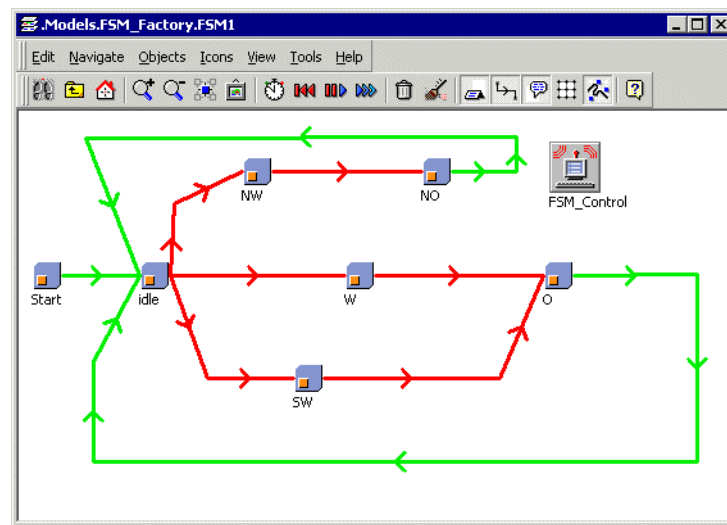 .Models.FSM_Factory.FSM1
Edit Navigate Objects Icons View Tools Help
NW
NO
FSM_Control
Start
idle
W
O
SW